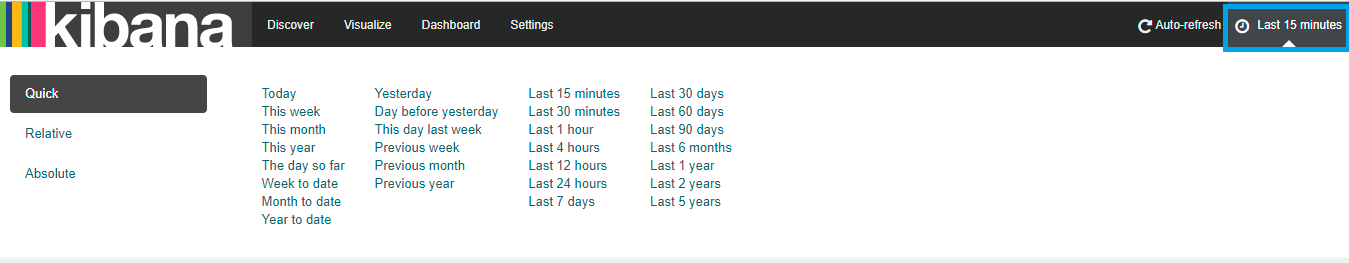 kibana Discover Visualize Dashboard Settings Auto-refresh Last 15 minutes
Quick
Relative
Absolute
Today
This week
This month
This year
The day so far
Week to date
Month to date
Year to date
Yesterday
Day before yesterday
This day last week
Previous week
Previous month
Previous year
Last 15 minutes
Last 30 minutes
Last 1 hour
Last 4 hours
Last 12 hours
Last 24 hours
Last 7 days
Last 30 days
Last 60 days
Last 90 days
Last 6 months
Last 1 year
Last 2 years
Last 5 years